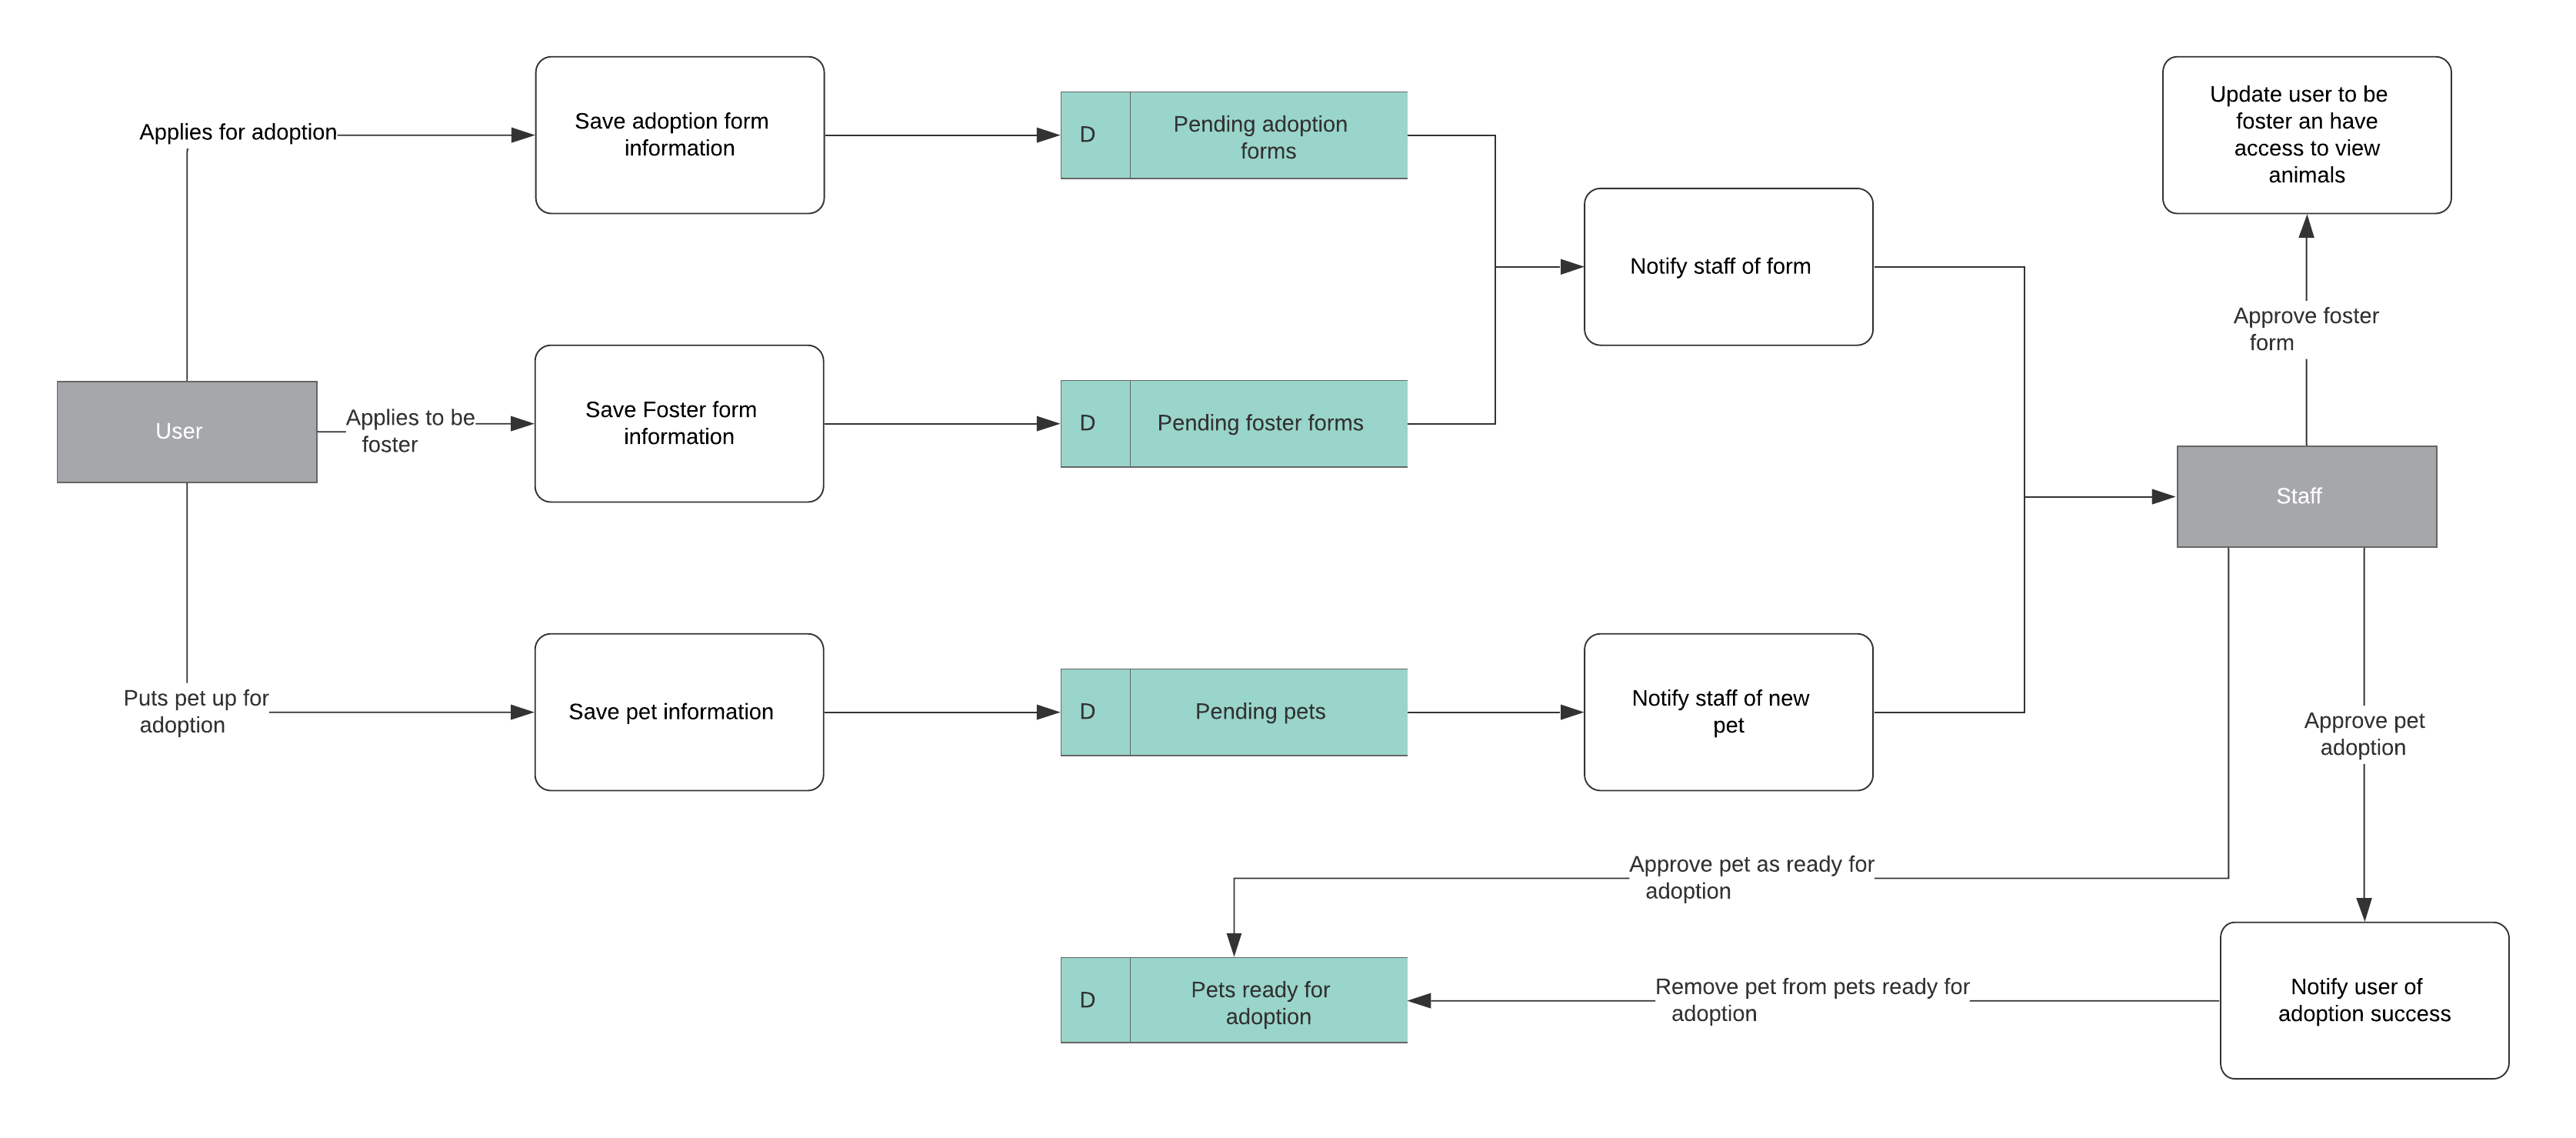 Applies for adoption
Save adoption form
information
D
Pending adoption
forms
Update user to be
foster an have
access to view
animals
Notify staff of form
Approve foster
form
User
Applies to be
foster
Save Foster form
information
D
Pending foster forms
Staff
Puts pet up for
adoption
Save pet information
D
Pending pets
Notify staff of new
pet
Approve pet
adoption
Approve pet as ready for
adoption
D
Pets ready for
adoption
Remove pet from pets ready for
adoption
Notify user of
adoption success